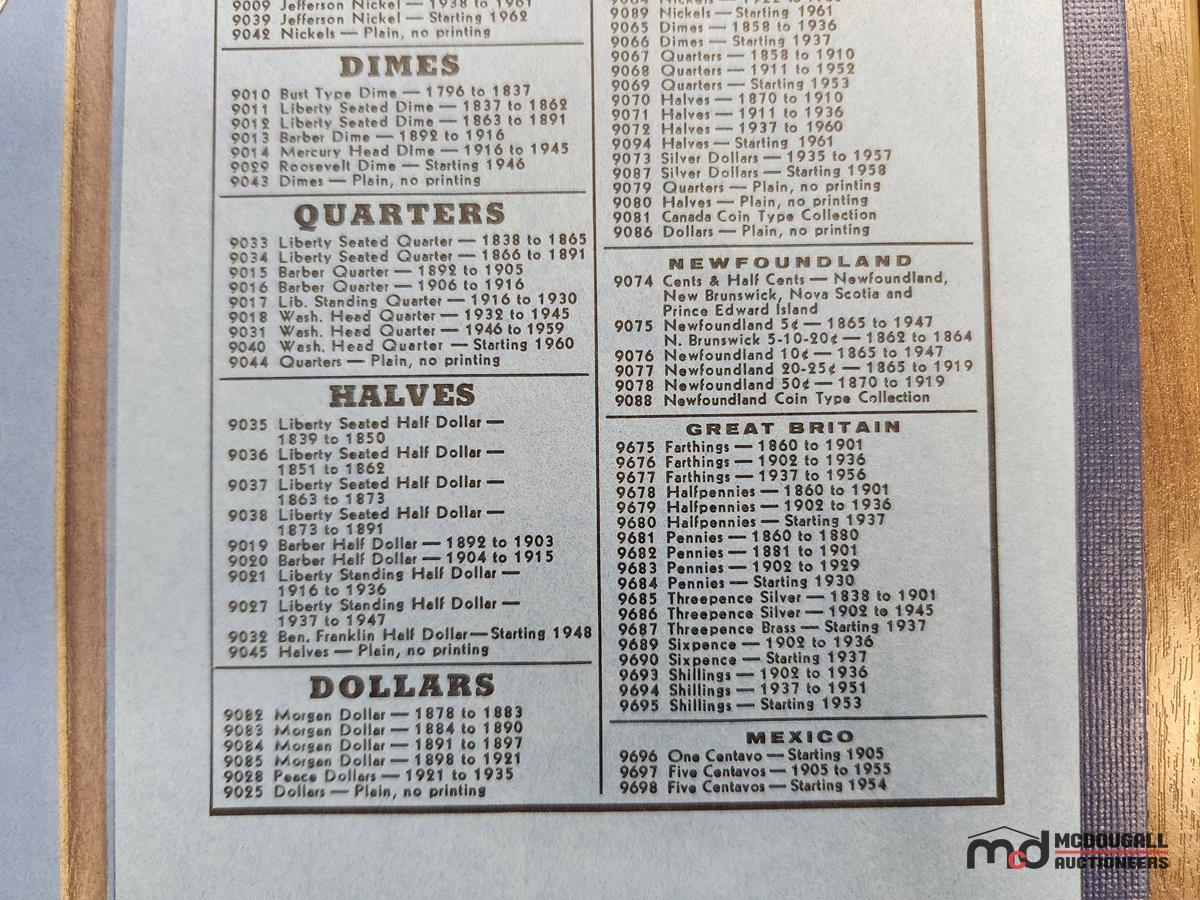 9009 Jefferson Nickel — 1938 to 1961
9039 Jefferson Nickel — Starting 1962
9042 Nickels — Plain, no printing
DIMES
9010 Bust Type Dime — 1796 to 1837
9011 Liberty Seated Dime — 1837 to 1862
9012 Liberty Seated Dime — 1863 to 1891
9013 Barber Dime — 1892 to 1916
9014 Mercury Head Dime — 1916 to 1945
9029 Roosevelt Dime — Starting 1946
9043 Dimes — Plain, no printing
QUARTERS
9033 Liberty Seated Quarter — 1838 to 1865
9034 Liberty Seated Quarter — 1866 to 1891
9015 Barber Quarter — 1892 to 1905
9016 Barber Quarter — 1906 to 1916
9017 Lib. Standing Quarter — 1916 to 1930
9018 Wash. Head Quarter — 1932 to 1945
9031 Wash. Head Quarter — 1946 to 1959
9040 Wash. Head Quarter — Starting 1960
9044 Quarters — Plain, no printing
HALVES
9035 Liberty Seated Half Dollar —
1839 to 1850
9036 Liberty Seated Half Dollar —
1851 to 1862
9037 Liberty Seated Half Dollar —
1863 to 1873
9038 Liberty Seated Half Dollar —
1873 to 1891
9019 Barber Half Dollar — 1892 to 1903
9020 Barber Half Dollar — 1904 to 1915
9021 Liberty Standing Half Dollar —
1916 to 1936
9027 Liberty Standing Half Dollar —
1937 to 1947
9032 Ben. Franklin Half Dollar—Starting 1948
9045 Halves — Plain, no printing
DOLLARS
9082 Morgan Dollar — 1878 to 1883
9083 Morgan Dollar — 1884 to 1890
9084 Morgan Dollar — 1891 to 1897
9085 Morgan Dollar — 1898 to 1921
9028 Peace Dollars — 1921 to 1935
9025 Dollars — Plain, no printing
9089 Nickels — Starting 1961
9065 Dimes — 1858 to 1936
9066 Dimes — Starting 1937
9067 Quarters — 1858 to 1910
9068 Quarters — 1911 to 1952
9069 Quarters — Starting 1953
9070 Halves — 1870 to 1910
9071 Halves — 1911 to 1936
9072 Halves — 1937 to 1960
9094 Halves — Starting 1961
9073 Silver Dollars — 1935 to 1957
9087 Silver Dollars — Starting 1958
9079 Quarters — Plain, no printing
9080 Halves — Plain, no printing
9081 Canada Coin Type Collection
9086 Dollars — Plain, no printing
NEWFOUNDLAND
9074 Cents & Half Cents — Newfoundland,
New Brunswick, Nova Scotia and
Prince Edward Island
9075 Newfoundland 5¢ — 1865 to 1947
N. Brunswick 5-10-20¢ — 1862 to 1864
9076 Newfoundland 10¢ — 1865 to 1947
9077 Newfoundland 20-25¢ — 1865 to 1919
9078 Newfoundland 50¢ — 1870 to 1919
9088 Newfoundland Coin Type Collection
GREAT BRITAIN
9675 Farthings — 1860 to 1901
9676 Farthings — 1902 to 1936
9677 Farthings — 1937 to 1956
9678 Halfpennies — 1860 to 1901
9679 Halfpennies — 1902 to 1936
9680 Halfpennies — Starting 1937
9681 Pennies — 1860 to 1880
9682 Pennies — 1881 to 1901
9683 Pennies — 1902 to 1929
9684 Pennies — Starting 1930
9685 Threepence Silver — 1838 to 1901
9686 Threepence Silver — 1902 to 1945
9687 Threepence Brass — Starting 1937
9689 Sixpence — 1902 to 1936
9690 Sixpence — Starting 1937
9693 Shillings — 1902 to 1936
9694 Shillings — 1937 to 1951
9695 Shillings — Starting 1953
MEXICO
9696 One Centavo — Starting 1905
9697 Five Centavos — 1905 to 1955
9698 Five Centavos — Starting 1954
mcd MCDOUGALL
AUCTIONEERS